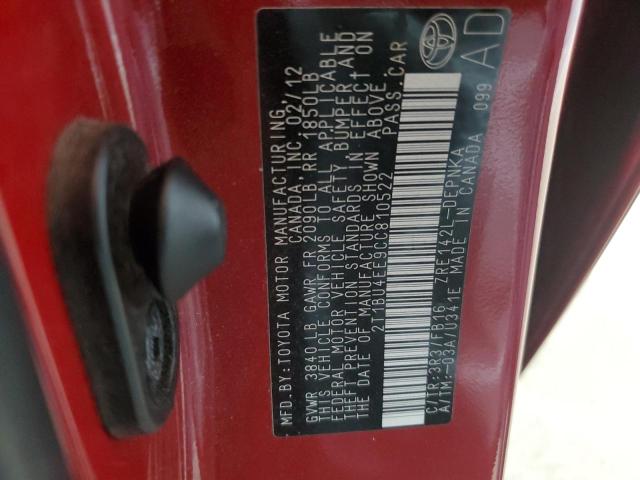 MFD.BY:TOYOTA MOTOR MANUFACTURING
CANADA, INC. 02/12
GVWR 3840LB GAWR FR 2090LB,RR 1850LB
THIS VEHICLE CONFORMS TO ALL APPLICABLE
FEDERAL MOTOR VEHICLE SAFETY, BUMPER, AND
THEFT PREVENTION STANDARDS IN EFFECT ON
THE DATE OF MANUFACTURE SHOWN ABOVE.
2T1BU4EE9CC810522 PASS.CAR
C/TR:3R3/FB16 ZRE142L-DEPNKA
A/TM:-03A/U341E MADE IN CANADA 099
AD